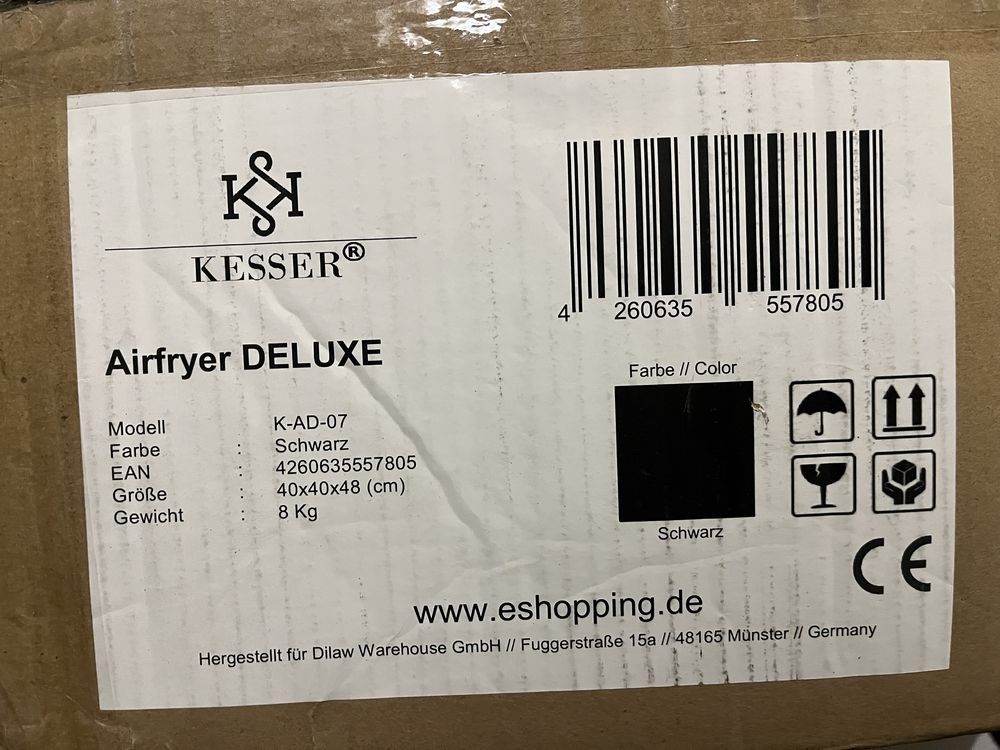 KESSER®
Airfryer DELUXE
Modell K-AD-07
Farbe : Schwarz
EAN : 4260635557805
Größe : 40x40x48 (cm)
Gewicht : 8 Kg
4 260635 557805
Farbe // Color
Schwarz
CE
www.eshopping.de
Hergestellt für Dilaw Warehouse GmbH // Fuggerstraße 15a // 48165 Münster // Germany